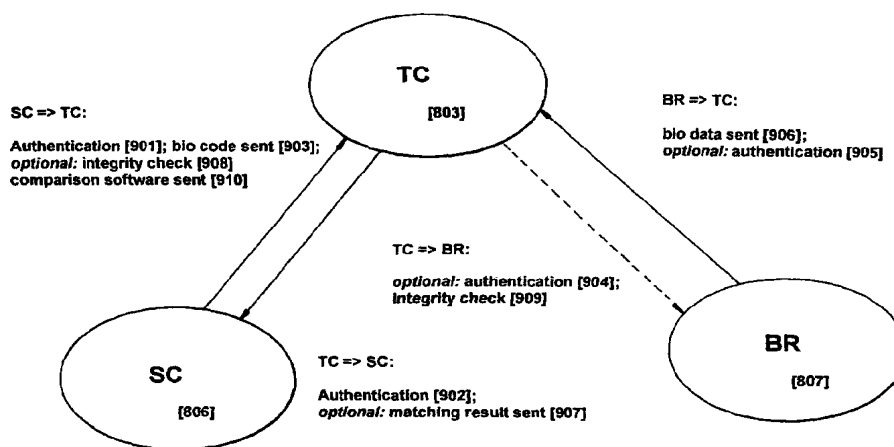 TC
[803]
SC => TC:
Authentication [901]; bio code sent [903];
optional: integrity check [908]
comparison software sent [910]
BR => TC:
bio data sent [906];
optional: authentication [905]
TC => BR:
optional: authentication [904];
integrity check [909]
SC
[806]
TC => SC:
Authentication [902];
optional: matching result sent [907]
BR
[807]